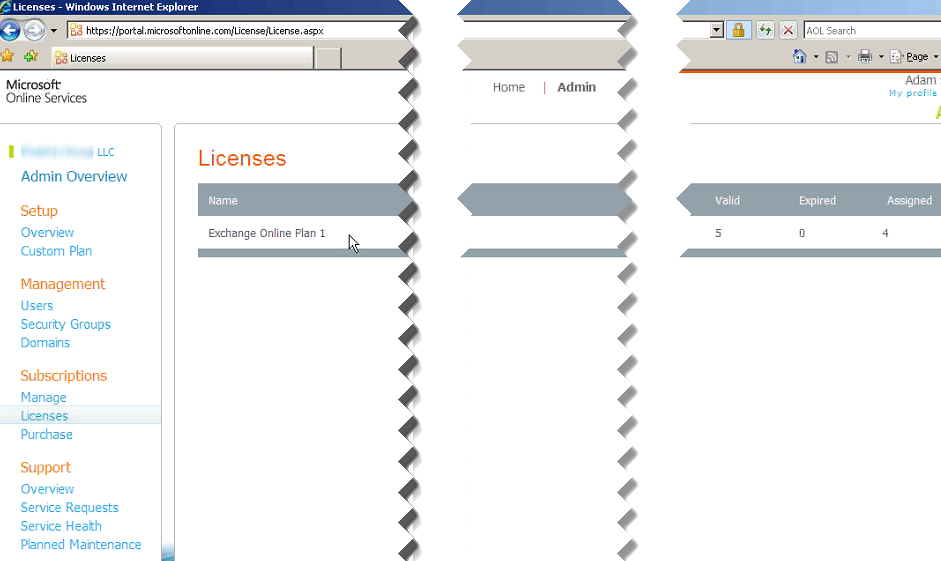 Licenses - Windows Internet Explorer
https://portal.microsoftonline.com/License/License.aspx
AOL Search
Licenses
Page
Microsoft
Online Services
Home | Admin
Adam
My profile
LLC
Admin Overview
Setup
Overview
Custom Plan
Management
Users
Security Groups
Domains
Subscriptions
Manage
Licenses
Purchase
Support
Overview
Service Requests
Service Health
Planned Maintenance
Licenses
Name Valid Expired Assigned
Exchange Online Plan 1 5 0 4